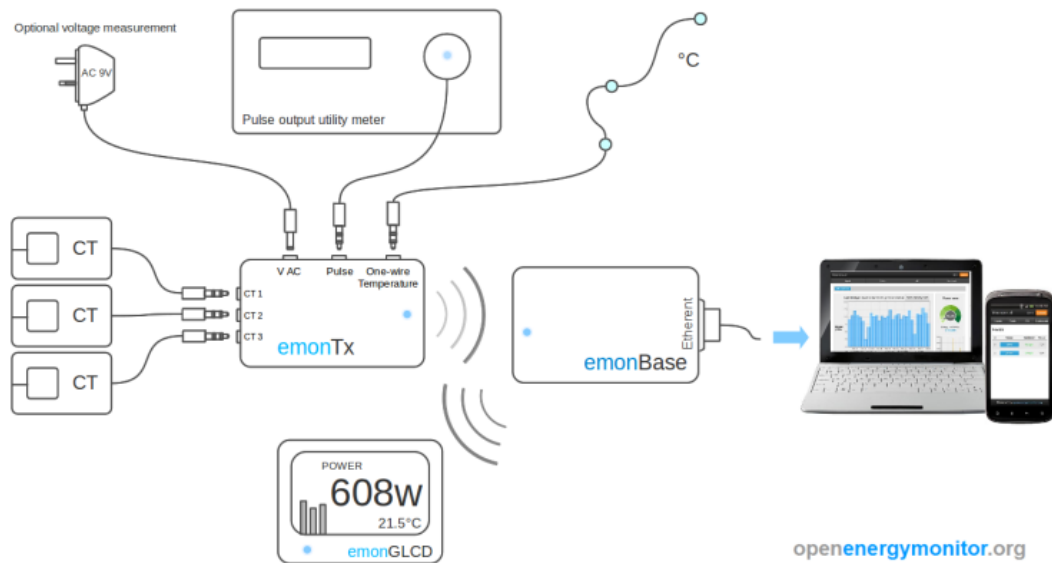 Optional voltage measurement
AC 9V
Pulse output utility meter
°C
CT
CT
CT
V AC
Pulse
One-wire
Temperature
CT 1
CT 2
CT 3
emonTx
emonBase
Etherent
POWER
608w
21.5°C
emonGLCD
openenergymonitor.org